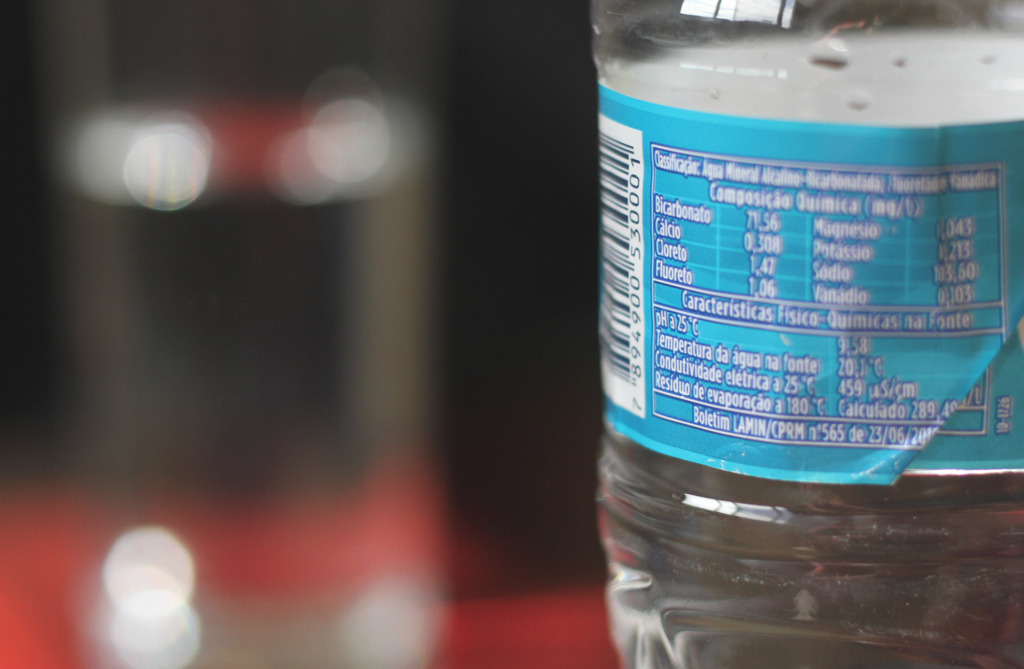 Classificação: Água Mineral Alcalino-Bicarbonatada, Fluoretada Vanádica
Composição Química (mg/L)
Bicarbonato 71,56 Magnésio 0,043
Cálcio 0,308 Potássio 0,213
Cloreto 1,47 Sódio 103,60
Fluoreto 1,06 Vanádio 0,103
Características Físico-Químicas na Fonte
pH a 25 °C 9,58
Temperatura da água na fonte 20,1 °C
Condutividade elétrica a 25 °C 459 µS/cm
Resíduo de evaporação a 180 °C Calculado 289,49
Boletim LAMIN/CPRM nº565 de 23/06/
7 894900 530001